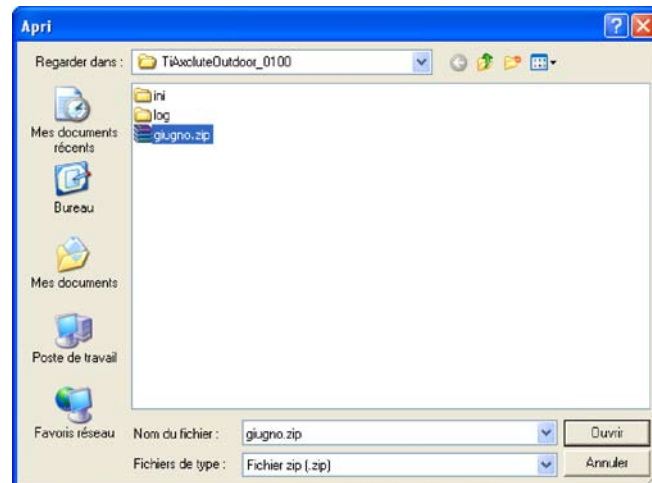 Apri
Regarder dans :
TiAxoluteOutdoor_0100
ini
log
giugno.zip
Mes documents
récents
Bureau
Mes documents
Poste de travail
Favoris réseau
Nom du fichier :
giugno.zip
Ouvrir
Fichiers de type :
Fichier zip (.zip)
Annuler